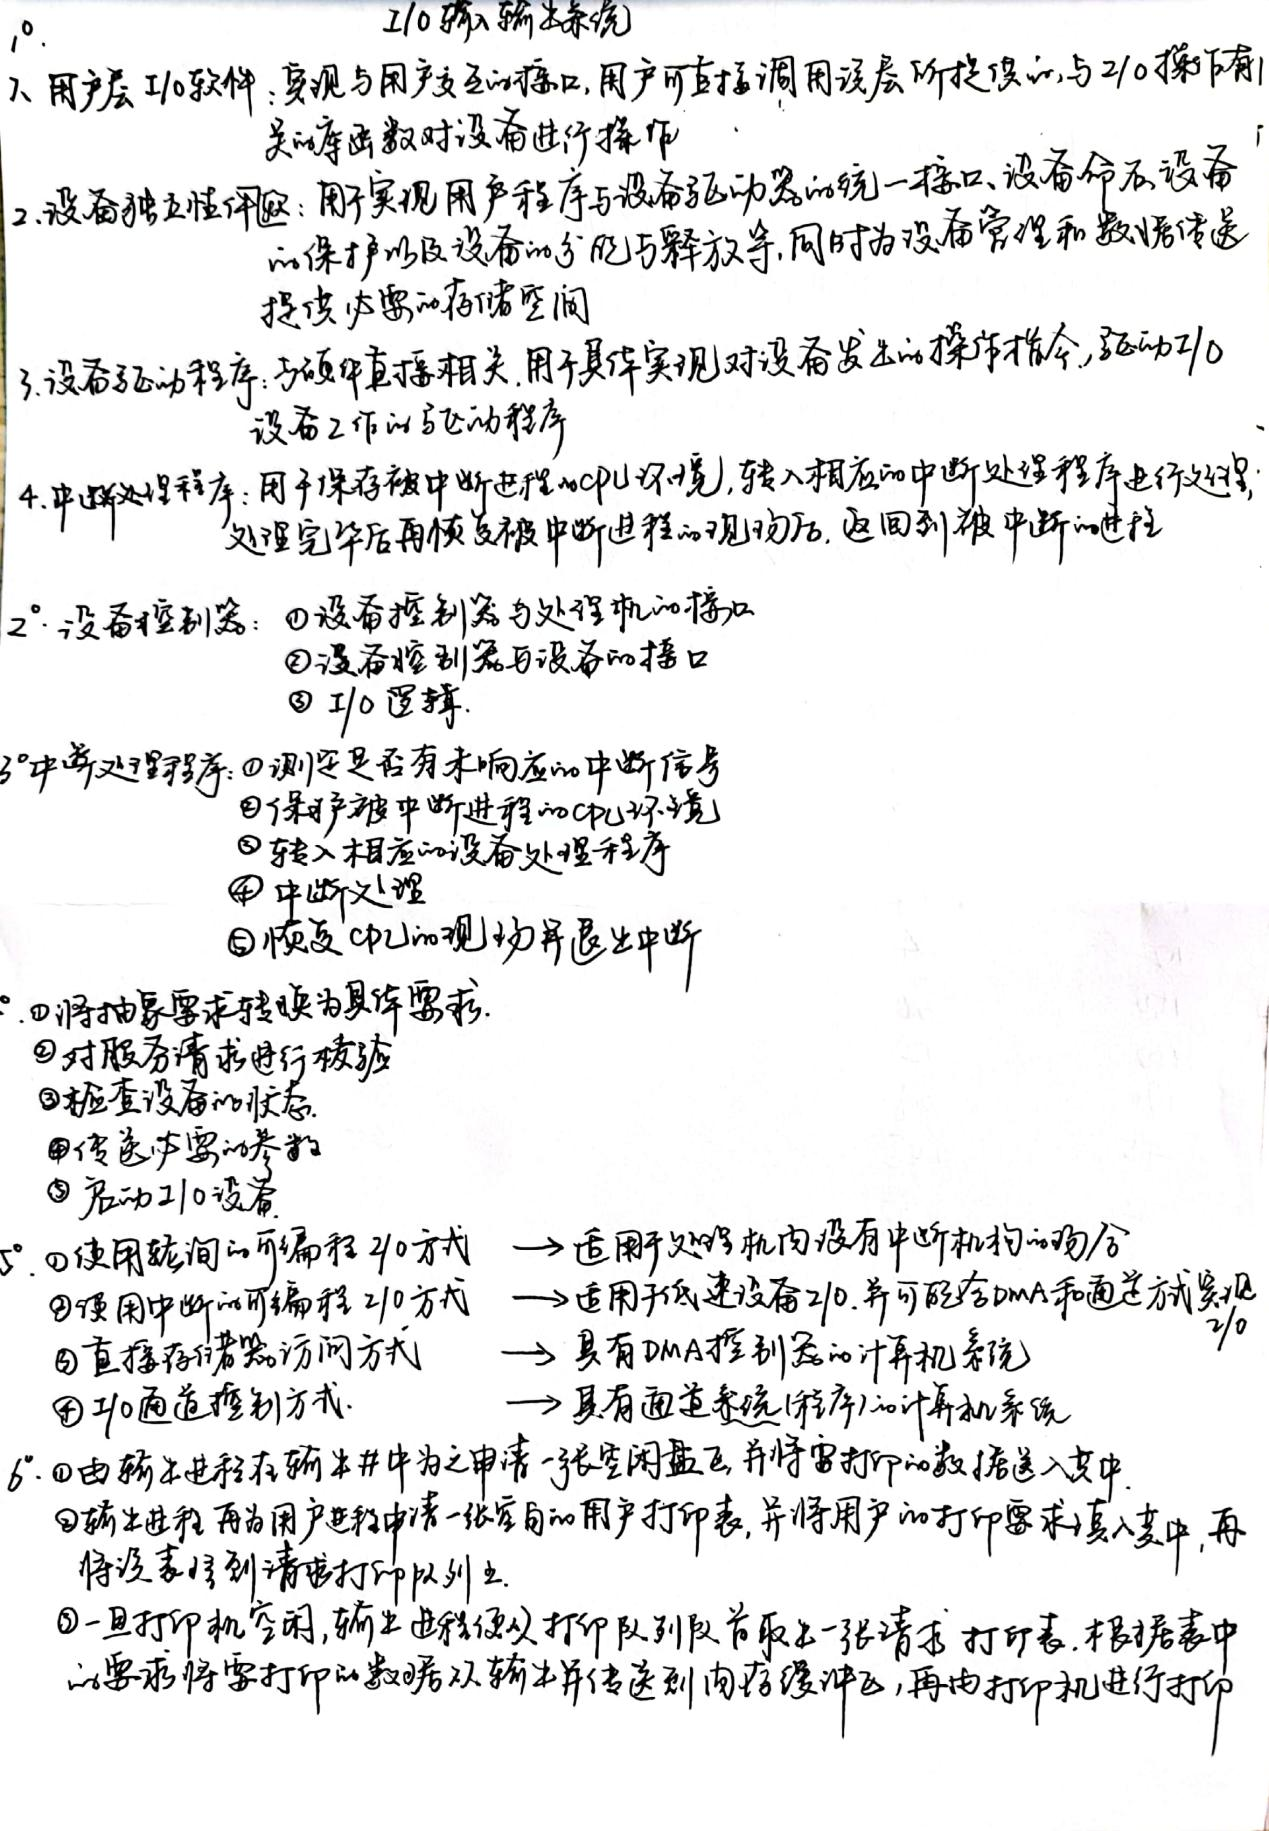 I/O输入输出系统
1°.
1、用户层I/O软件：实现与用户交互的接口,用户可直接调用该层所提供的,与I/O操作有
关的库函数对设备进行操作
2.设备独立性软件：用于实现用户程序与设备驱动器的统一接口、设备命名、设备
的保护以及设备的分配与释放等,同时为设备管理和数据传送
提供必要的存储空间
3.设备驱动程序：与硬件直接相关.用于具体实现对设备发出的操作指令,驱动I/O
设备工作的驱动程序
4.中断处理程序：用于保存被中断进程的CPU环境,转入相应的中断处理程序进行处理,
处理完毕后再恢复被中断进程的现场后,返回到被中断的进程
2°.设备控制器：①设备控制器与处理机的接口
②设备控制器与设备的接口
③I/O逻辑.
3°中断处理程序：①测定是否有未响应的中断信号
②保护被中断进程的CPU环境
③转入相应的设备处理程序
④中断处理
⑤恢复CPU的现场并退出中断
°.①将抽象要求转换为具体要求.
②对服务请求进行校验
③检查设备的状态.
④传送必要的参数
⑤启动I/O设备.
5°.①使用轮询的可编程I/O方式 → 适用于处理机内没有中断机构的场合
②使用中断的可编程I/O方式 → 适用于低速设备I/O.并可配合DMA和通道方式实现
I/O
③直接存储器访问方式 → 具有DMA控制器的计算机系统
④I/O通道控制方式. → 具有通道系统(程序)的计算机系统
6°.①由输出进程在输出井中为之申请一张空闲盘区,并将需打印的数据送入其中.
②输出进程再为用户进程申请一张空白的用户打印表,并将用户的打印要求填入其中,再
将该表挂到请求打印队列上.
③一旦打印机空闲,输出进程便从打印队列队首取出一张请求打印表.根据表中
的要求将需打印的数据从输出井传送到内存缓冲区,再由打印机进行打印